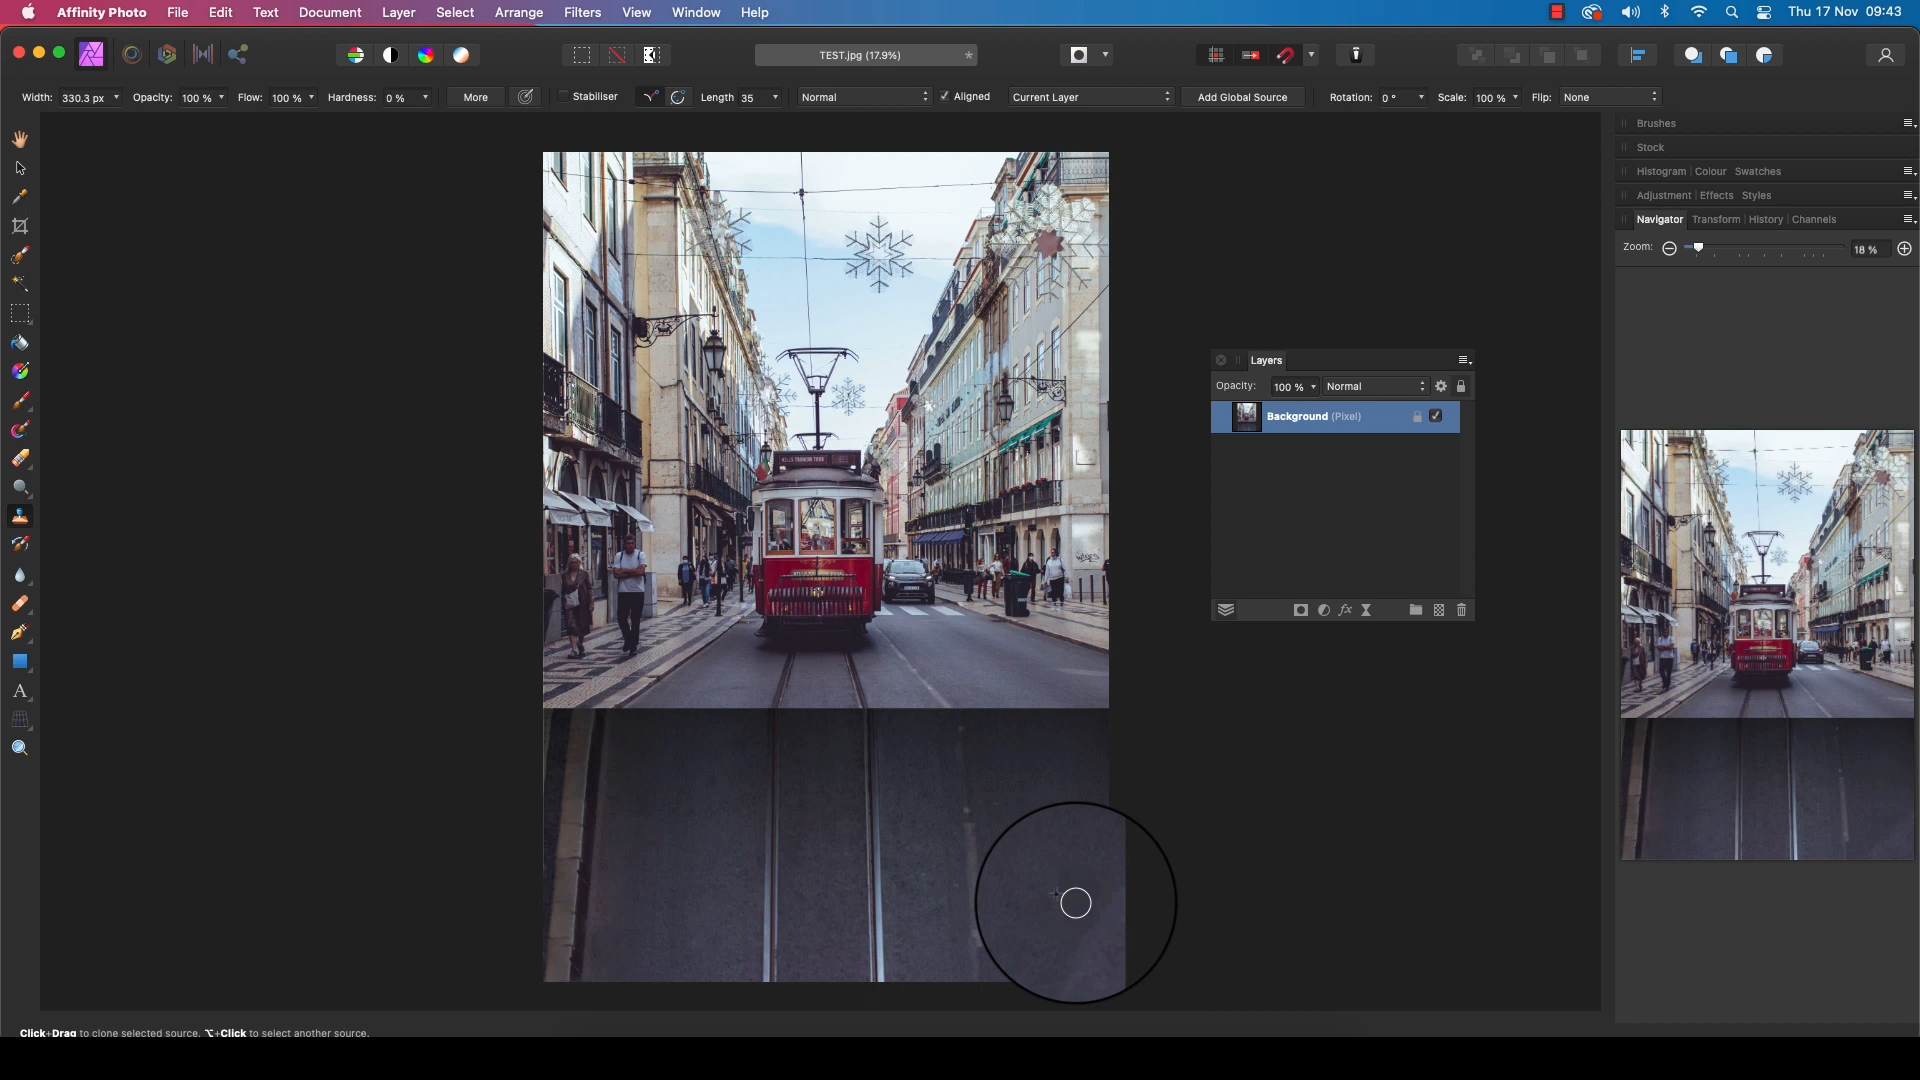 Affinity Photo File Edit Text Document Layer Select Arrange Filters View Window Help Thu 17 Nov 09:43
TEST.jpg (17.9%)
Width: 330.3 px Opacity: 100 % Flow: 100 % Hardness: 0 % More Stabiliser Length 35 Normal Aligned Current Layer Add Global Source Rotation: 0° Scale: 100 % Flip: None
Brushes
Stock
Histogram Colour Swatches
Adjustment Effects Styles
Navigator Transform History Channels
Zoom: 18 %
Layers
Opacity: 100 % Normal
Background (Pixel)
Click+Drag to clone selected source. ⌥+Click to select another source.